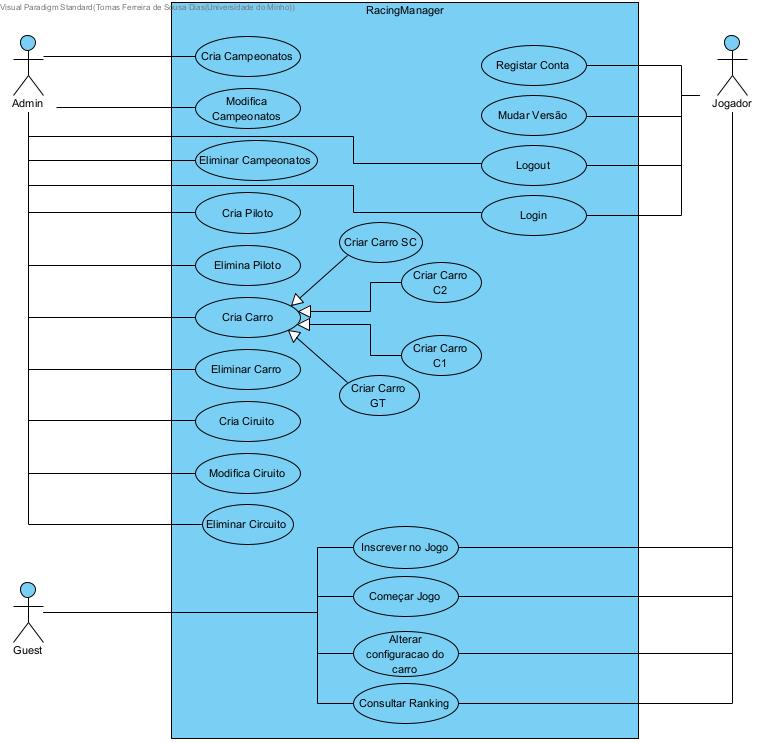 Visual Paradigm Standard(Tomas Ferreira de Sousa Dias(Universidade do Minho))
RacingManager
Admin
Jogador
Cria Campeonatos
Registar Conta
Modifica
Campeonatos
Mudar Versão
Eliminar Campeonatos
Logout
Cria Piloto
Login
Criar Carro SC
Elimina Piloto
Criar Carro
C2
Cria Carro
Criar Carro
C1
Eliminar Carro
Criar Carro
GT
Cria Ciruito
Modifica Ciruito
Eliminar Circuito
Inscrever no Jogo
Começar Jogo
Guest
Alterar
configuracao do
carro
Consultar Ranking